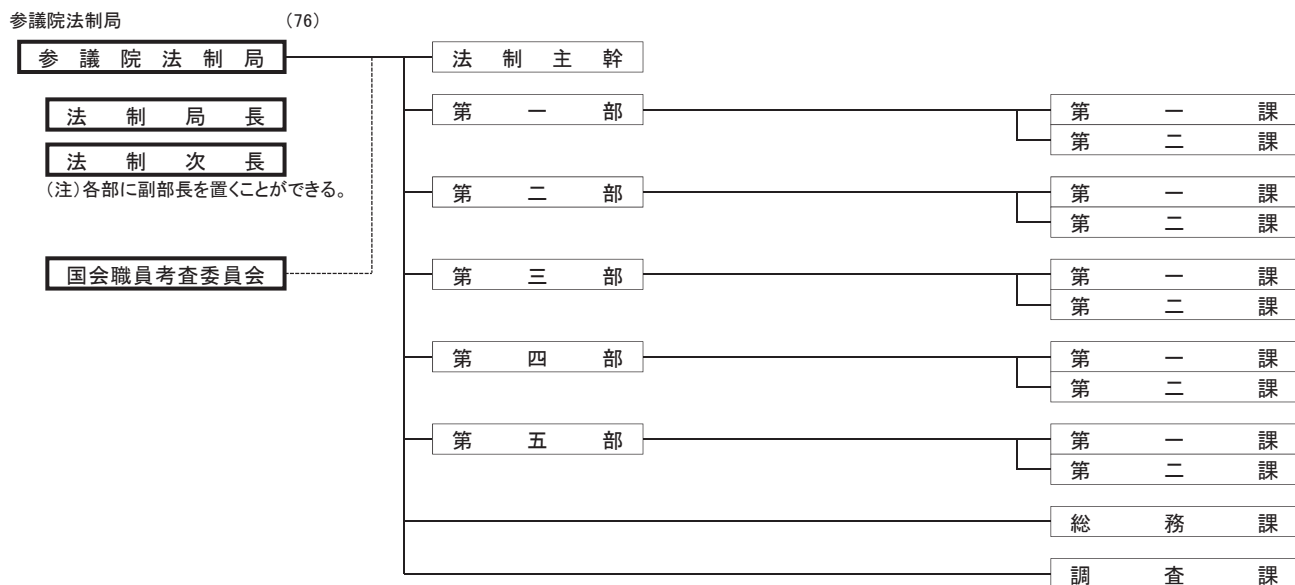 参議院法制局 (76)
参議院法制局
法制主幹
法制局長
第一部
第一課
第二課
法制次長
(注)各部に副部長を置くことができる。
第二部
第一課
第二課
国会職員考査委員会
第三部
第一課
第二課
第四部
第一課
第二課
第五部
第一課
第二課
総務課
調査課